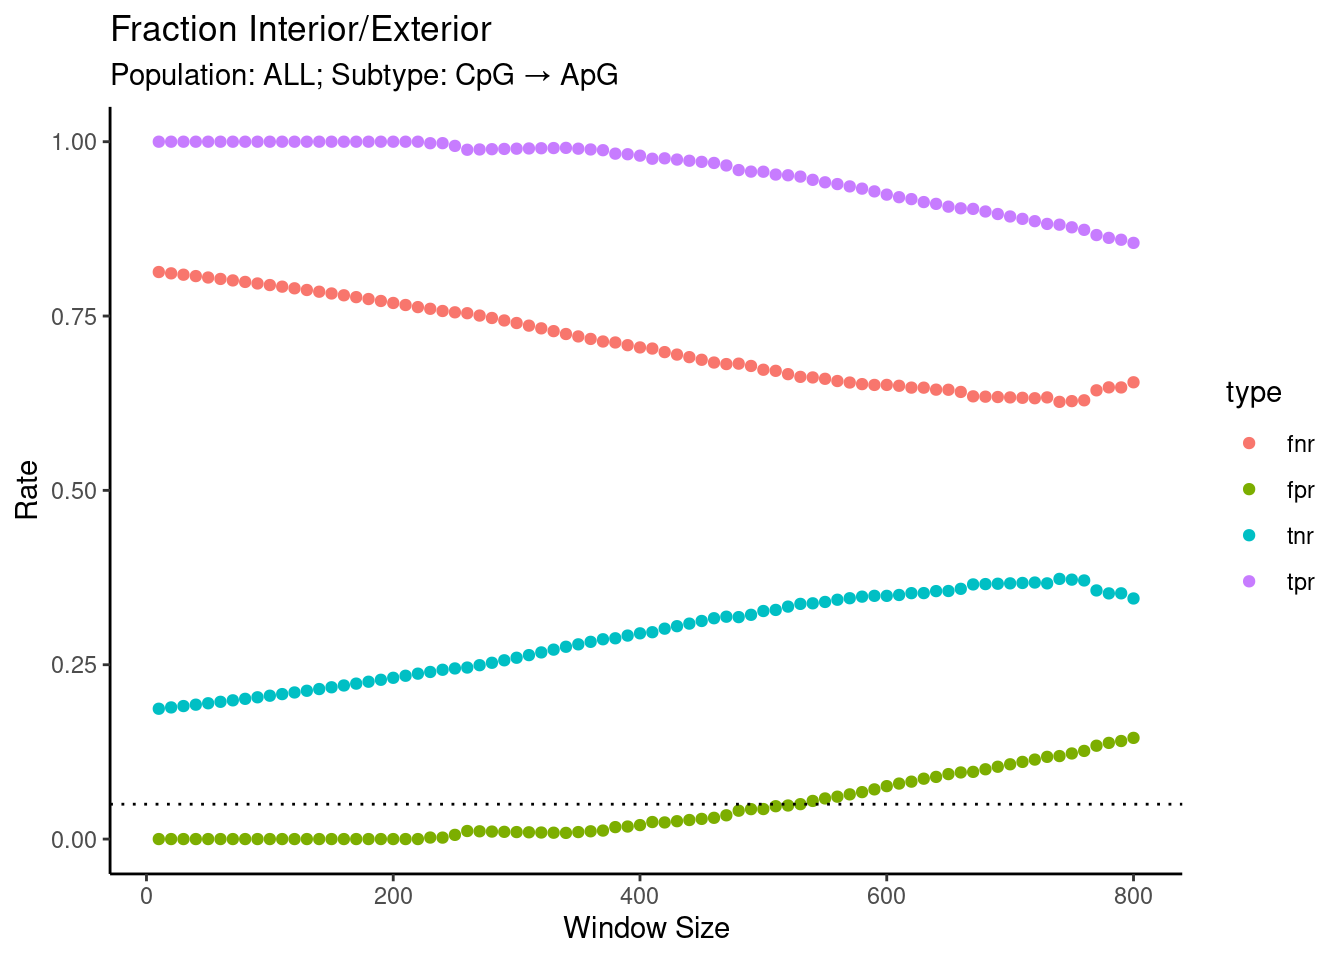 Fraction Interior/Exterior
Population: ALL; Subtype: CpG → ApG
1.00
0.75
0.50
0.25
0.00
Rate
0
200
400
600
800
Window Size
type
fnr
fpr
tnr
tpr